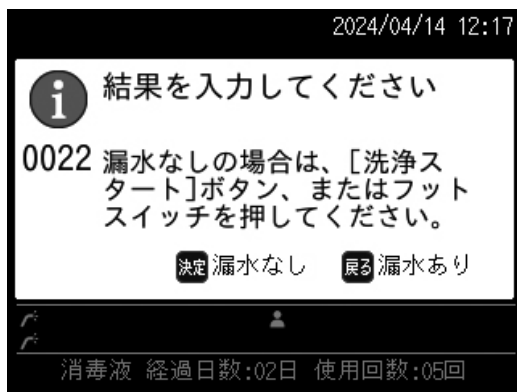 2024/04/14 12:17
結果を入力してください
0022 漏水なしの場合は、[洗浄ス
タート]ボタン、またはフット
スイッチを押してください。
決定 漏水なし 戻る 漏水あり
消毒液 経過日数:02日 使用回数:05回